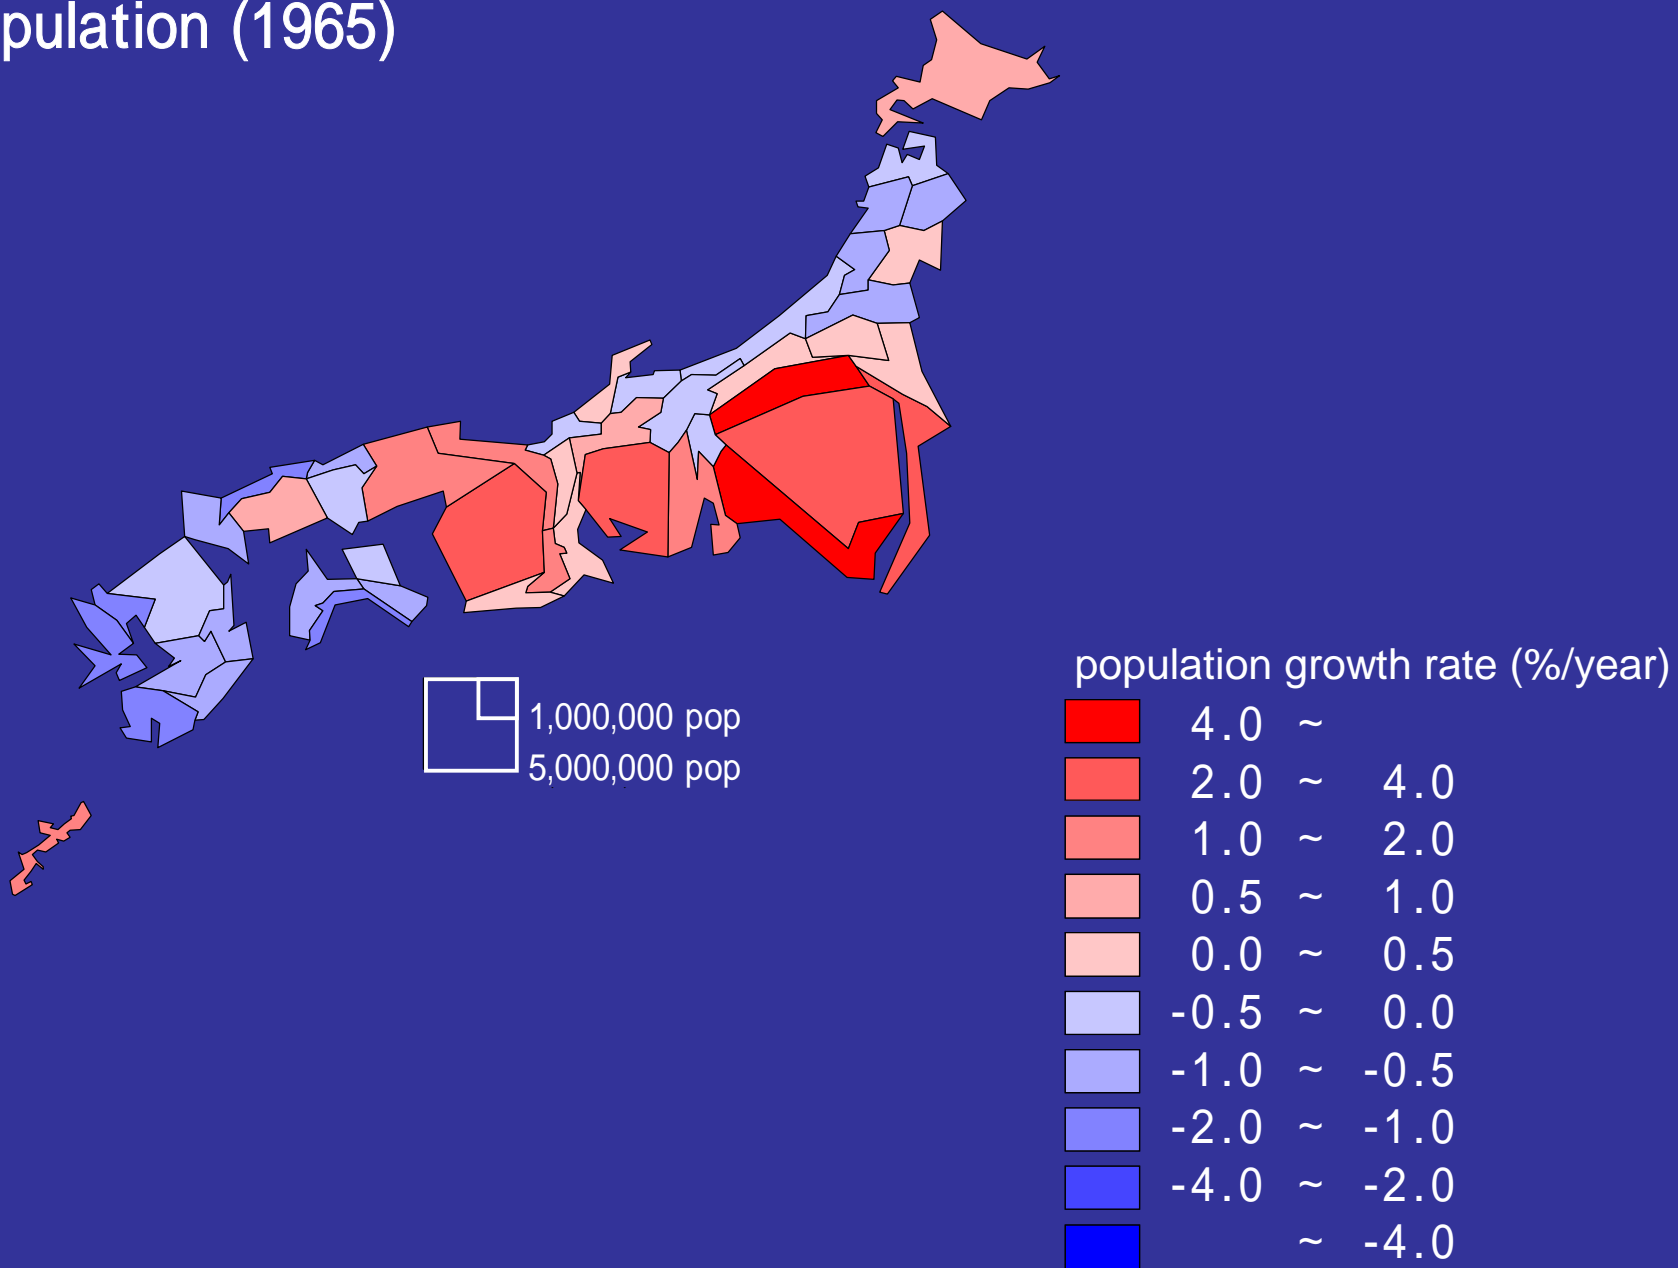 pulation (1965)
1,000,000 pop
5,000,000 pop
population growth rate (%/year)
4.0 ~
2.0 ~ 4.0
1.0 ~ 2.0
0.5 ~ 1.0
0.0 ~ 0.5
-0.5 ~ 0.0
-1.0 ~ -0.5
-2.0 ~ -1.0
-4.0 ~ -2.0
~ -4.0